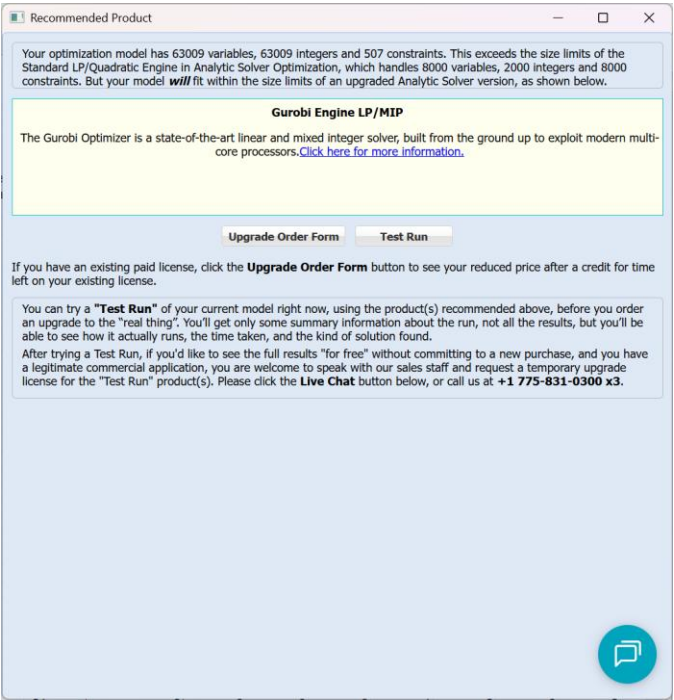 Recommended Product
Your optimization model has 63009 variables, 63009 integers and 507 constraints. This exceeds the size limits of the
Standard LP/Quadratic Engine in Analytic Solver Optimization, which handles 8000 variables, 2000 integers and 8000
constraints. But your model will fit within the size limits of an upgraded Analytic Solver version, as shown below.
Gurobi Engine LP/MIP
The Gurobi Optimizer is a state-of-the-art linear and mixed integer solver, built from the ground up to exploit modern multi-
core processors.Click here for more information.
Upgrade Order Form Test Run
If you have an existing paid license, click the Upgrade Order Form button to see your reduced price after a credit for time
left on your existing license.
You can try a "Test Run" of your current model right now, using the product(s) recommended above, before you order
an upgrade to the "real thing". You'll get only some summary information about the run, not all the results, but you'll be
able to see how it actually runs, the time taken, and the kind of solution found.
After trying a Test Run, if you'd like to see the full results "for free" without committing to a new purchase, and you have
a legitimate commercial application, you are welcome to speak with our sales staff and request a temporary upgrade
license for the "Test Run" product(s). Please click the Live Chat button below, or call us at +1 775-831-0300 x3.